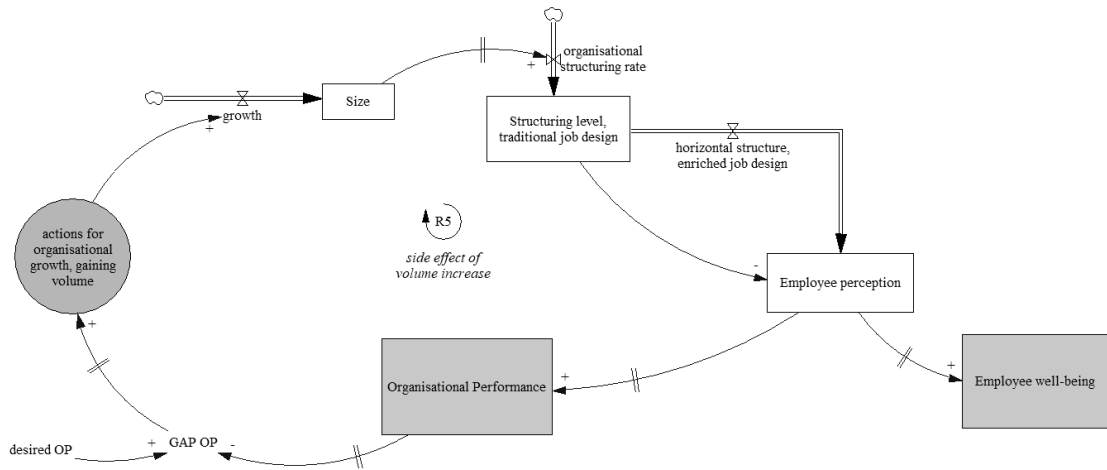 organisational
structuring rate
+
Size
growth
+
Structuring level,
traditional job design
horizontal structure,
enriched job design
actions for
organisational
growth, gaining
volume
R5
side effect of
volume increase
-
Employee perception
+
Organisational Performance
+
Employee well-being
+
desired OP
+
GAP OP
-